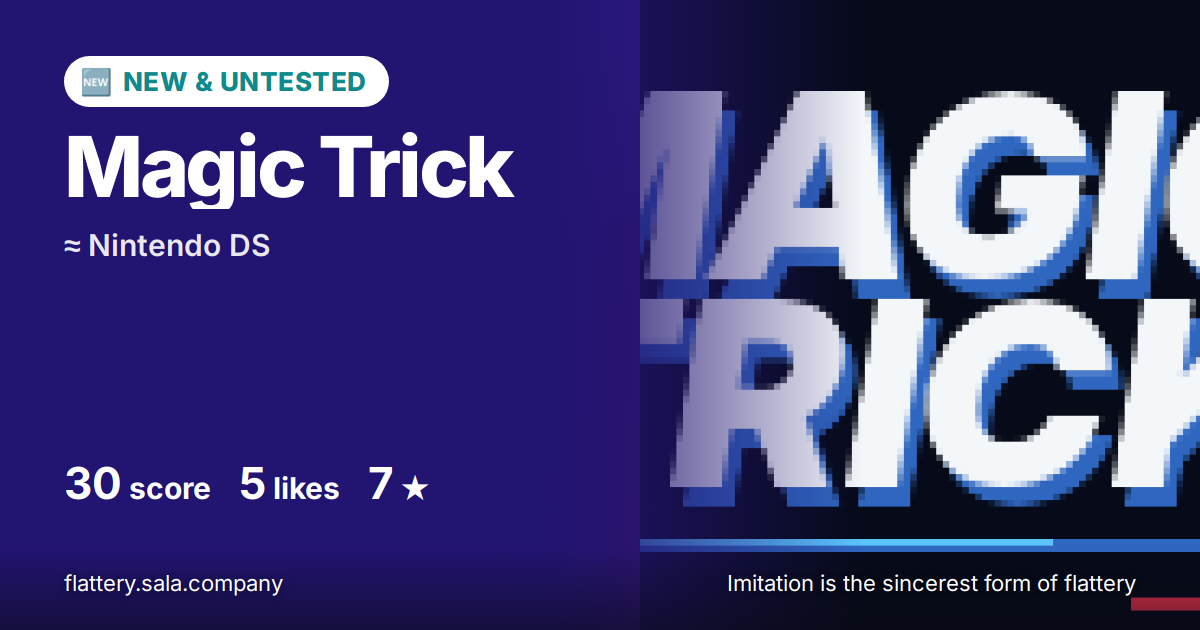 NEW NEW & UNTESTED
Magic Trick
≈ Nintendo DS
30 score 5 likes 7 ★
flattery.sala.company
MAGIC
TRICK
Imitation is the sincerest form of flattery